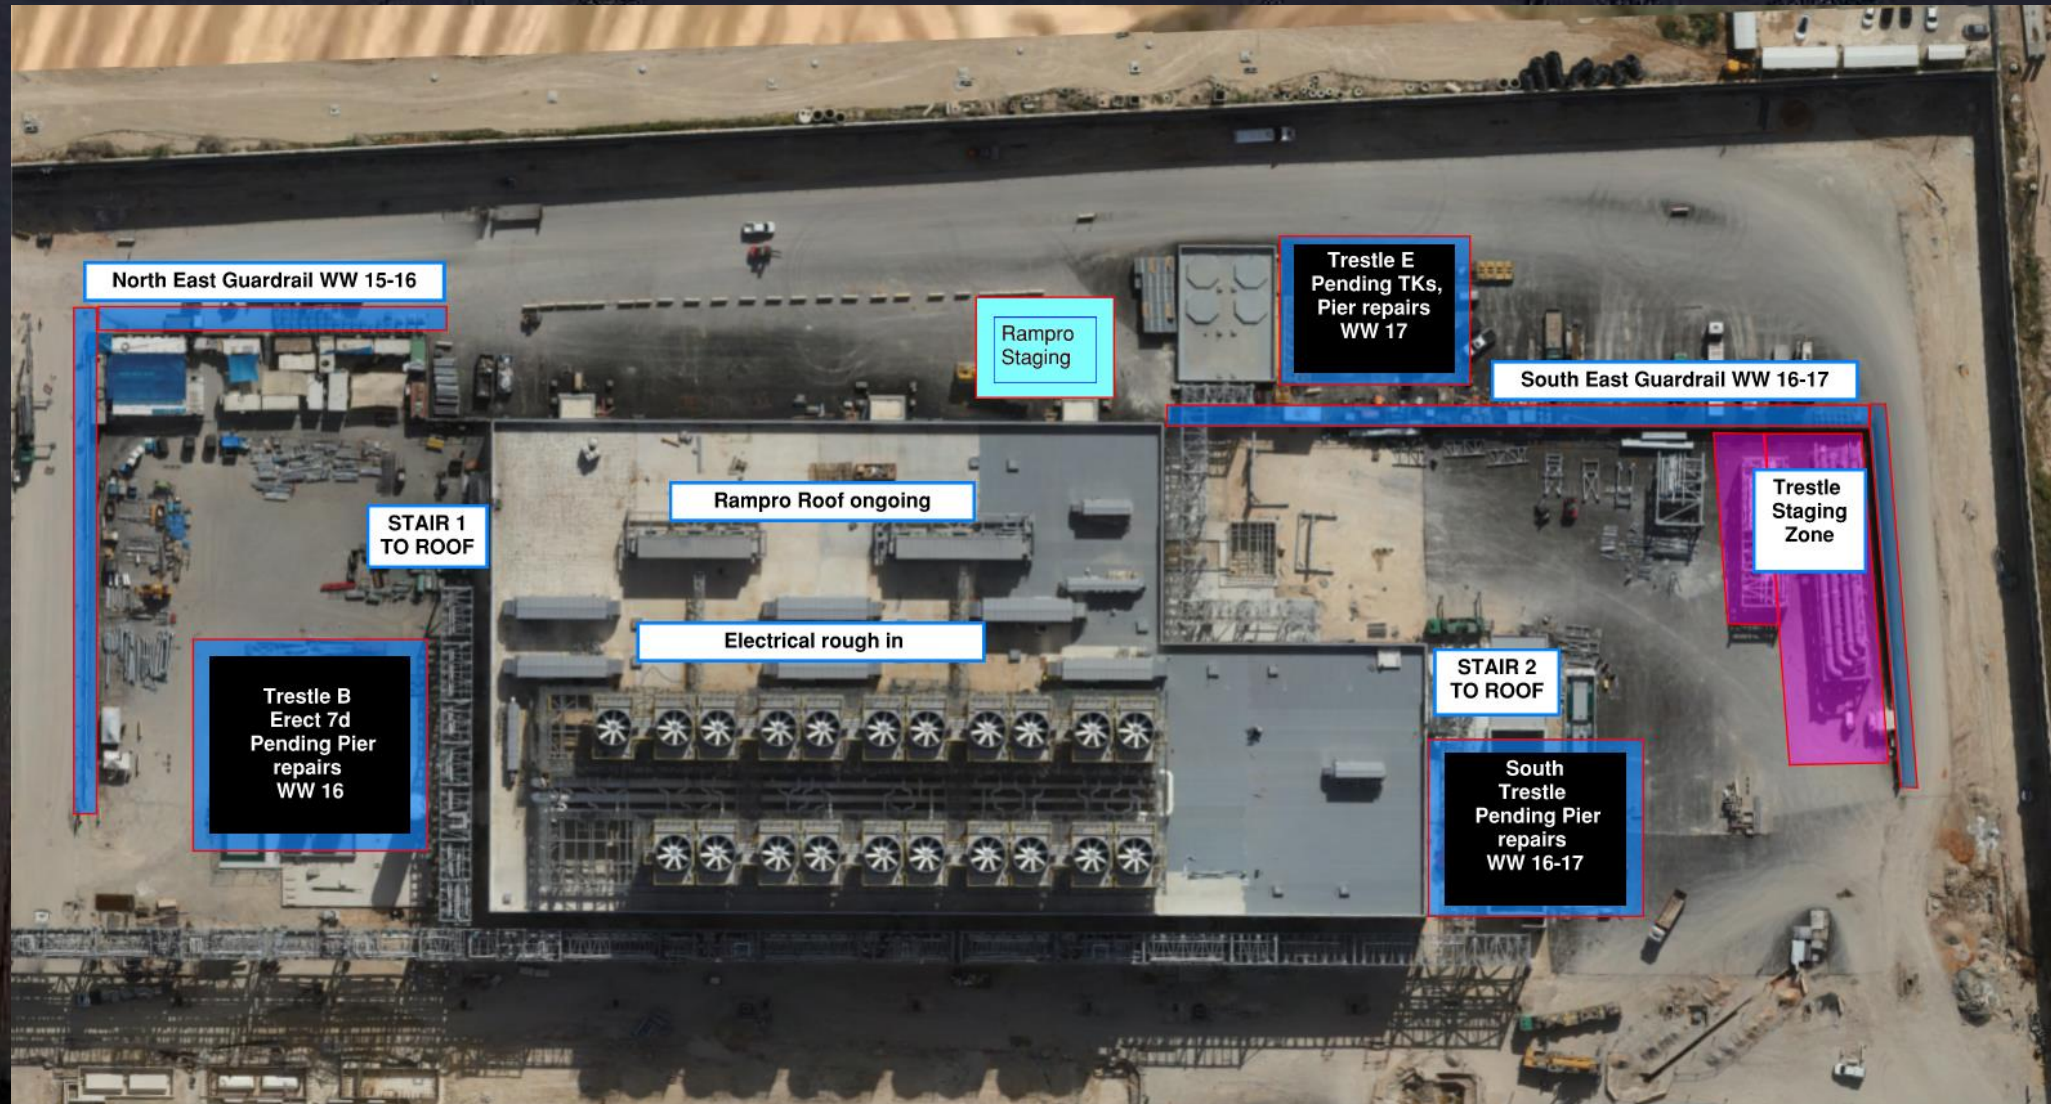 North East Guardrail WW 15-16
Trestle E
Pending TKs,
Pier repairs
WW 17
Rampro
Staging
South East Guardrail WW 16-17
Rampro Roof ongoing
STAIR 1
TO ROOF
Trestle
Staging
Zone
Electrical rough in
STAIR 2
TO ROOF
Trestle B
Erect 7d
Pending Pier
repairs
WW 16
South
Trestle
Pending Pier
repairs
WW 16-17